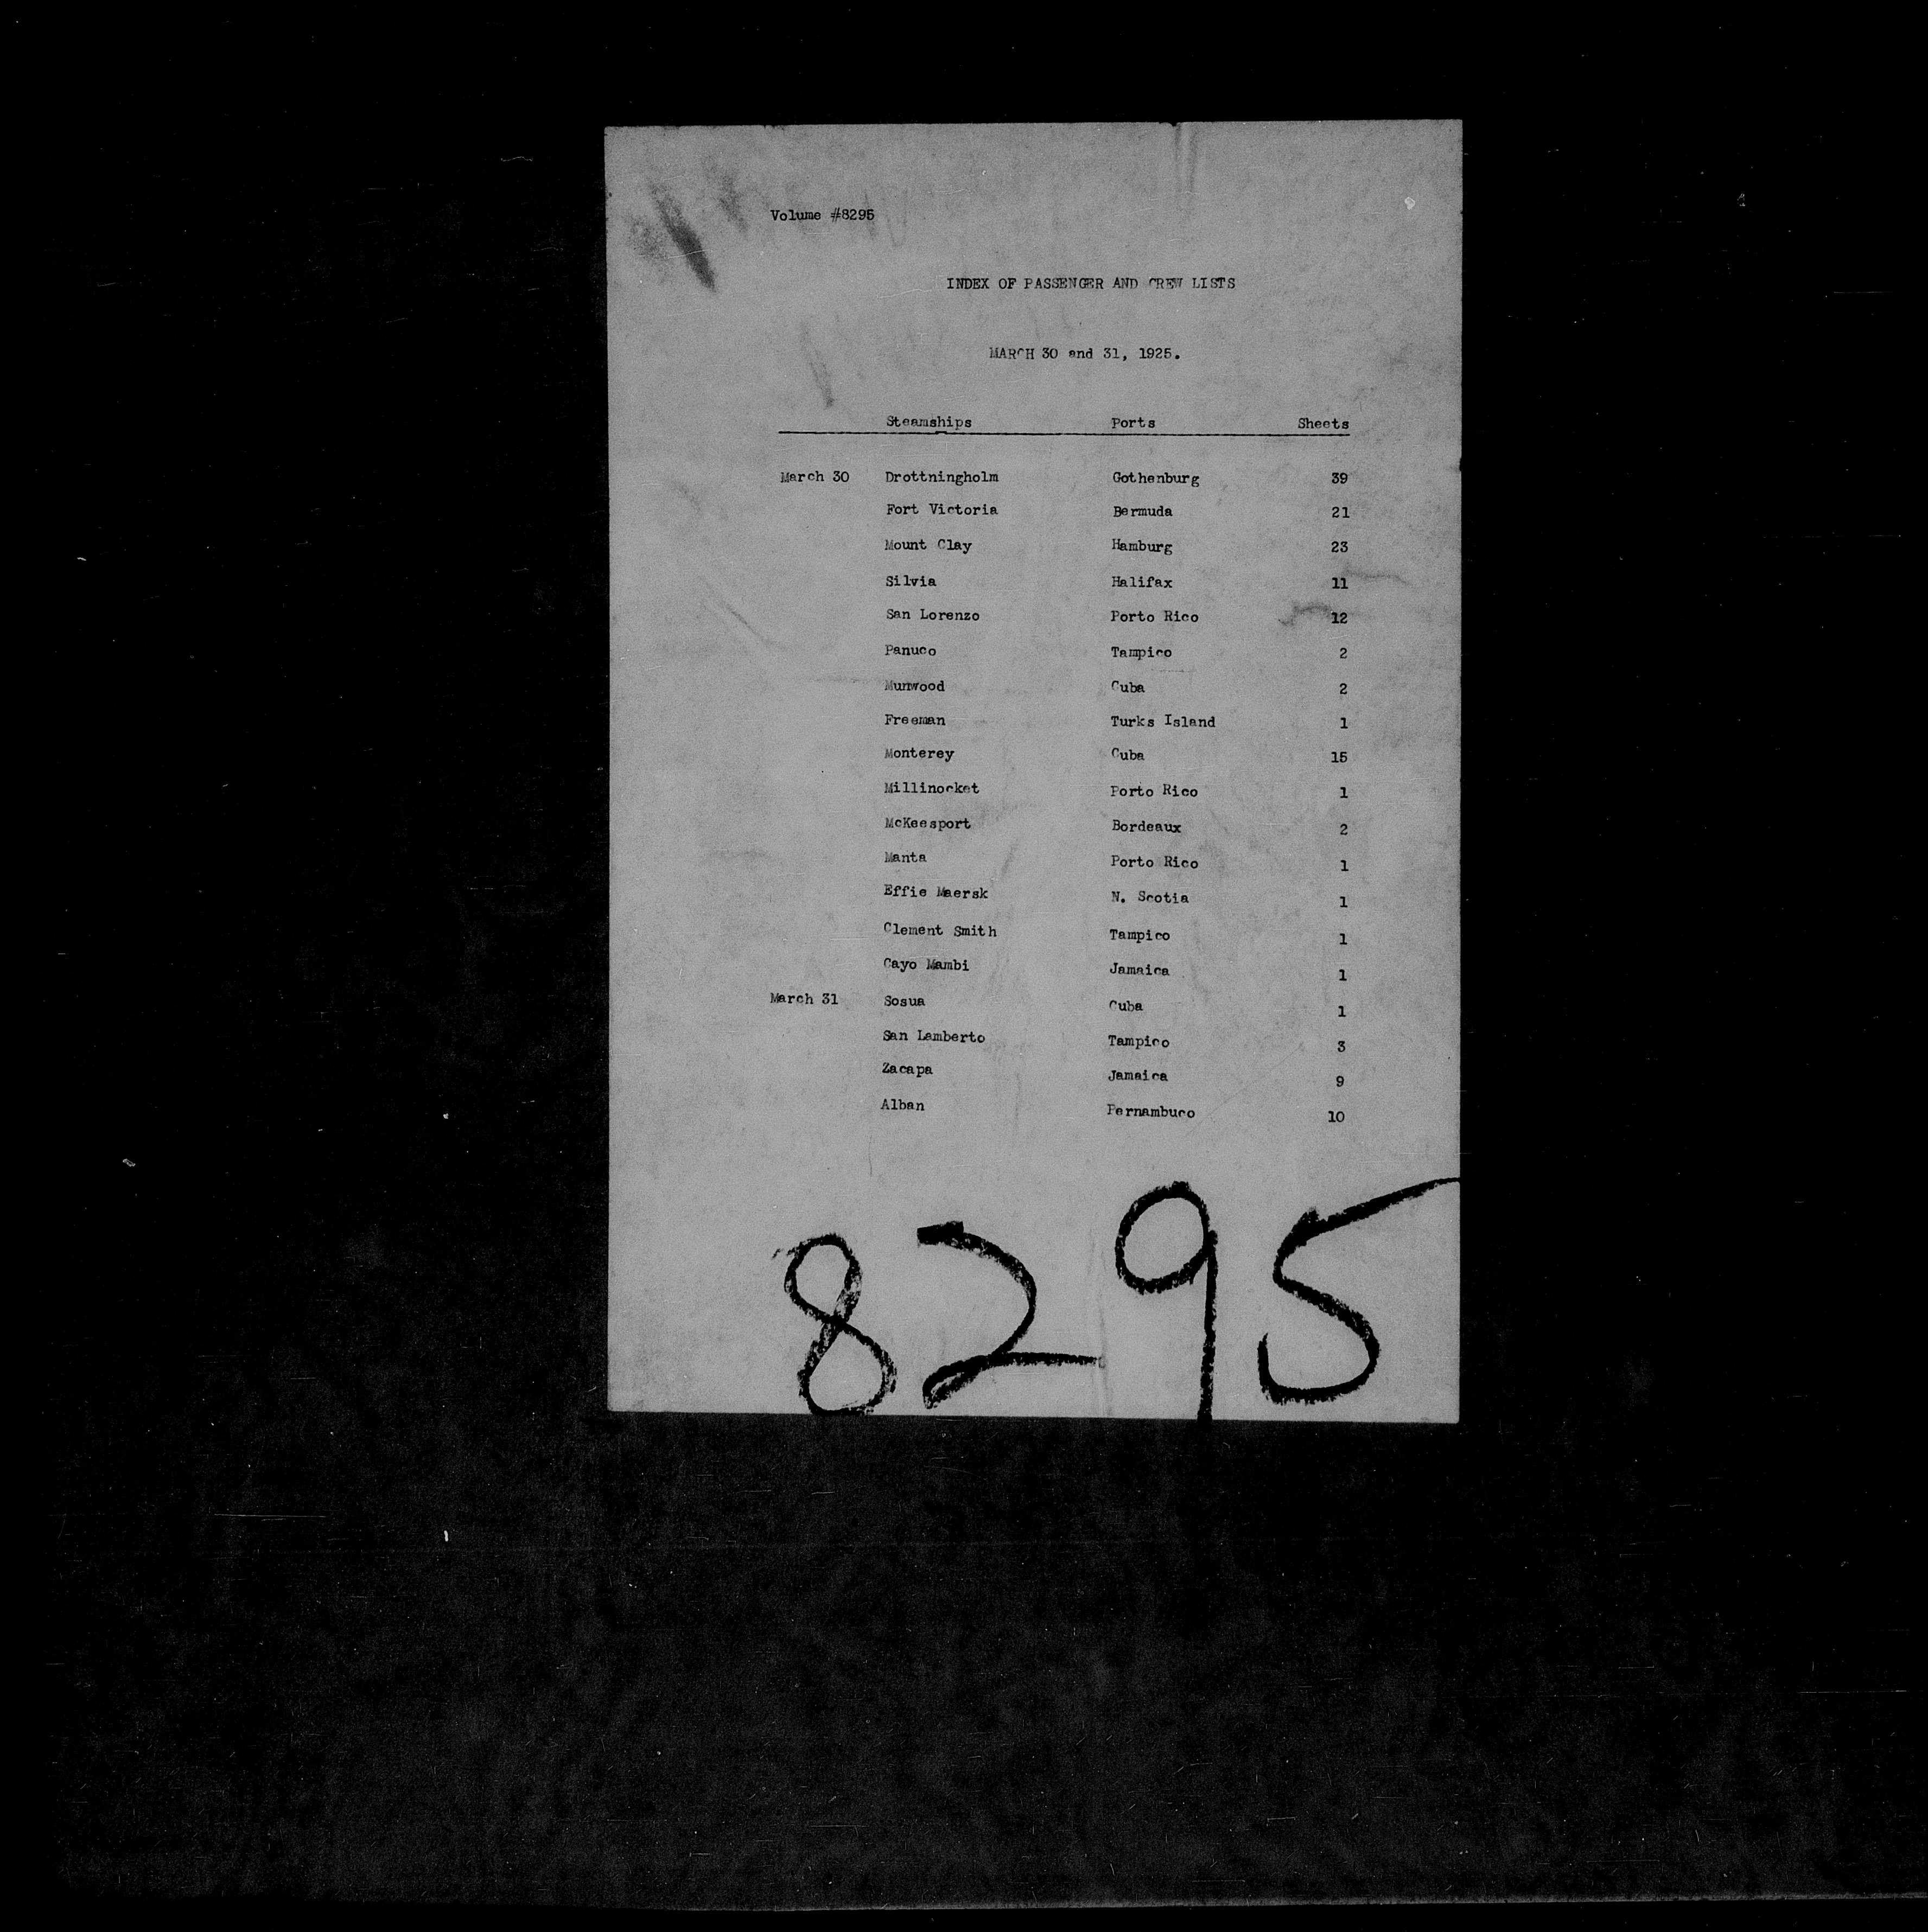 Volume #8295
INDEX OF PASSENGER AND CREW LISTS
MARCH 30 and 31, 1925.
Steamships Ports Sheets
March 30 Drottningholm Gothenburg 39
Fort Victoria Bermuda 21
Mount Clay Hamburg 23
Silvia Halifax 11
San Lorenzo Porto Rico 12
Panuco Tampico 2
Munwood Cuba 2
Freeman Turks Island 1
Monterey Cuba 15
Millinocket Porto Rico 1
McKeesport Bordeaux 2
Manta Porto Rico 1
Effie Maersk N. Scotia 1
Clement Smith Tampico 1
Cayo Mambi Jamaica 1
March 31 Sosua Cuba 1
San Lamberto Tampico 3
Zacapa Jamaica 9
Alban Pernambuco 10
8295